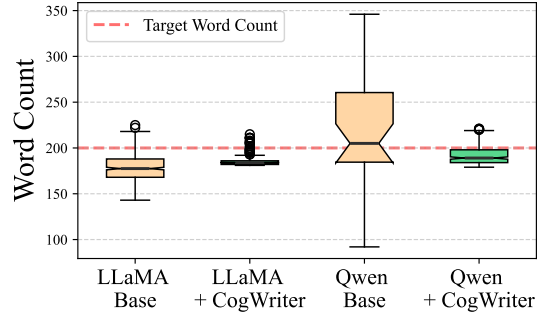 Target Word Count
Word Count
350
300
250
200
150
100
LLaMA
Base
LLaMA
+ CogWriter
Qwen
Base
Qwen
+ CogWriter